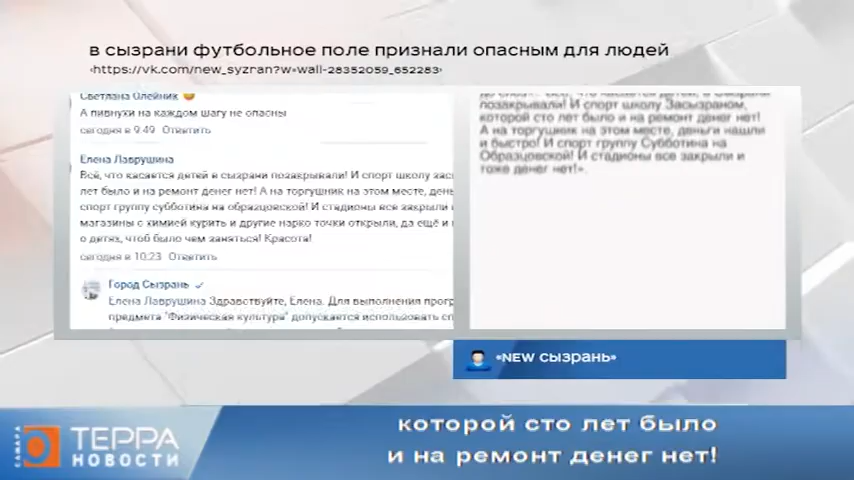 в сызрани футбольное поле признали опасным для людей
‹https://vk.com/new_syzran?w=wall-28352059_652283›
Светлана Олейник
А пивнухи на каждом шагу не опасны
сегодня в 9:49 Ответить
Елена Лаврушина
Всё, что касается детей в сызрани позакрывали! И спорт школу зас
лет было и на ремонт денег нет! А на торгушник на этом месте, ден
спорт группу субботина на образцовской! И стадионы все закрыли
магазины с химией курить и другие нарко точки открыли, да ещё и
о детях, чтоб было чем заняться! Красота!
сегодня в 10:23 Ответить
Город Сызрань
Елена Лаврушина Здравствуйте, Елена. Для выполнения прог
предмета "Физическая культура" допускается использовать сп
позакрывали! И спорт школу Засызраном,
которой сто лет было и на ремонт денег нет!
А на торгушник на этом месте, деньги нашли
и быстро! И спорт группу Субботина на
Образцовской! И стадионы все закрыли и
тоже денег нет!».
«NEW сызрань»
САМАРА
ТЕРРА
НОВОСТИ
которой сто лет было
и на ремонт денег нет!